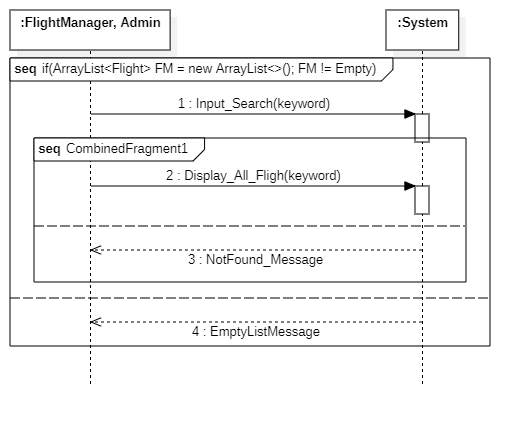 :FlightManager, Admin
:System
seq if(ArrayList<Flight> FM = new ArrayList<>(); FM != Empty)
1 : Input_Search(keyword)
seq CombinedFragment1
2 : Display_All_Fligh(keyword)
3 : NotFound_Message
4 : EmptyListMessage